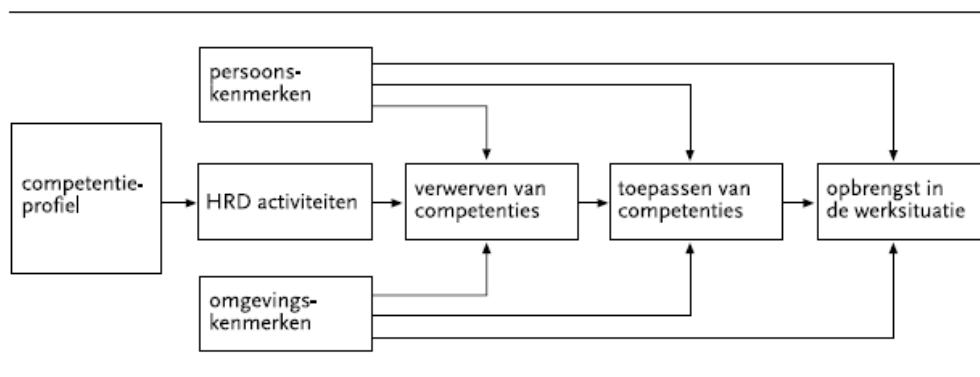 persoons-
kenmerken
competentie-
profiel
HRD activiteiten
verwerven van
competenties
toepassen van
competenties
opbrengst in
de werksituatie
omgevings-
kenmerken